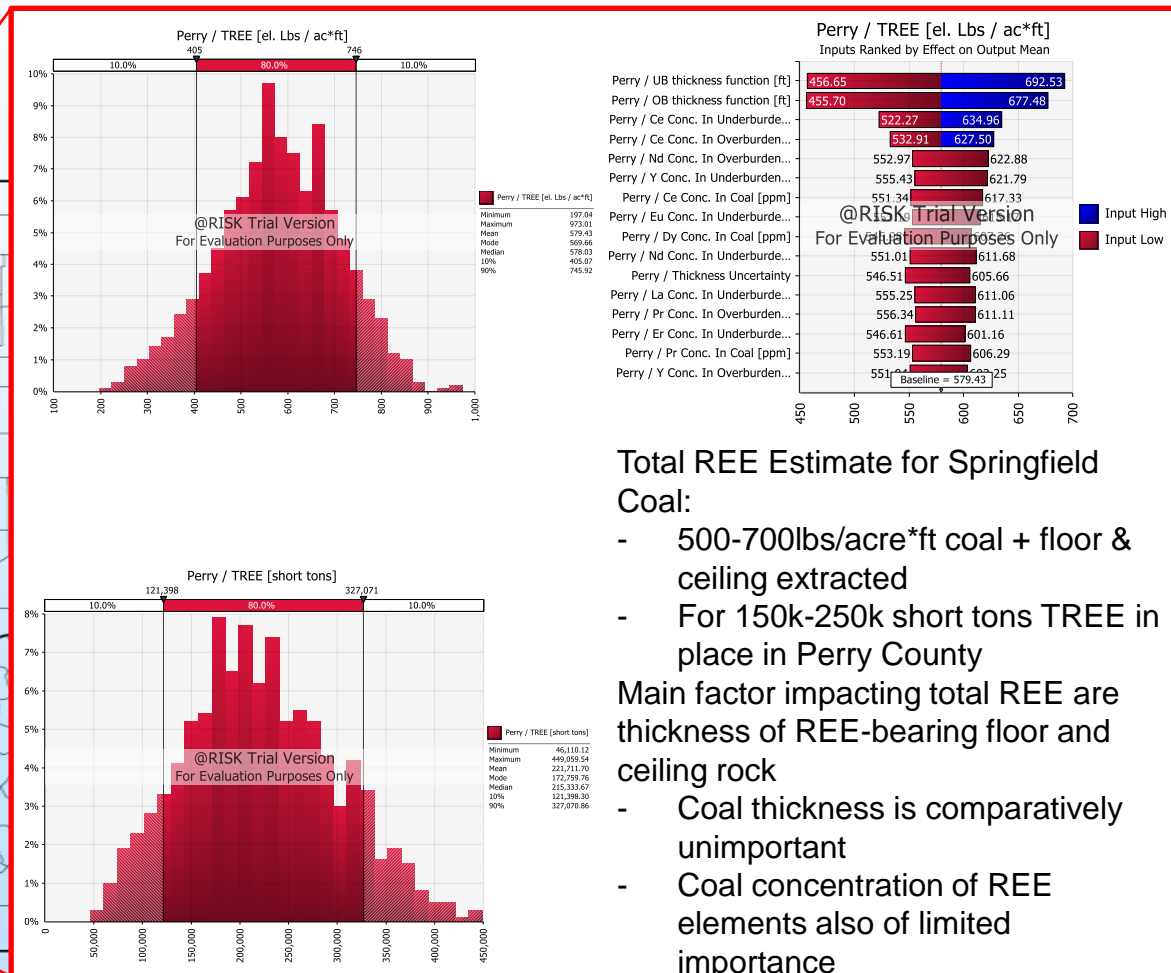 Perry / TREE [el. Lbs / ac*ft]
405 746
10.0% 80.0% 10.0%
10%
9%
8%
7%
6%
5%
4%
3%
2%
1%
0%
@RISK Trial Version
For Evaluation Purposes Only
100 200 300 400 500 600 700 800 900 1,000
Perry / TREE [el. Lbs / ac*ft]
Minimum 197.04
Maximum 973.01
Mean 579.43
Mode 569.66
Median 578.03
10% 405.07
90% 745.92
Perry / TREE [el. Lbs / ac*ft]
Inputs Ranked by Effect on Output Mean
Perry / UB thickness function [ft] 456.65 692.53
Perry / OB thickness function [ft] 455.70 677.48
Perry / Ce Conc. In Underburde... 522.27 634.96
Perry / Ce Conc. In Overburden... 532.91 627.50
Perry / Nd Conc. In Overburden... 552.97 622.88
Perry / Y Conc. In Underburden... 555.43 621.79
Perry / Ce Conc. In Coal [ppm] 551.34 617.33
Perry / Eu Conc. In Underburde...
Perry / Dy Conc. In Coal [ppm]
Perry / Nd Conc. In Underburde... 551.01 611.68
Perry / Thickness Uncertainty 546.51 605.66
Perry / La Conc. In Underburde... 555.25 611.06
Perry / Pr Conc. In Overburden... 556.34 611.11
Perry / Er Conc. In Underburde... 546.61 601.16
Perry / Pr Conc. In Coal [ppm] 553.19 606.29
Perry / Y Conc. In Overburden...
@RISK Trial Version
For Evaluation Purposes Only
Input High
Input Low
Baseline = 579.43
450 500 550 600 650 700
Total REE Estimate for Springfield
Coal:
- 500-700lbs/acre*ft coal + floor &
ceiling extracted
- For 150k-250k short tons TREE in
place in Perry County
Main factor impacting total REE are
thickness of REE-bearing floor and
ceiling rock
- Coal thickness is comparatively
unimportant
- Coal concentration of REE
elements also of limited
importance
Perry / TREE [short tons]
121,398 327,071
10.0% 80.0% 10.0%
8%
7%
6%
5%
4%
3%
2%
1%
0%
@RISK Trial Version
For Evaluation Purposes Only
0 50,000 100,000 150,000 200,000 250,000 300,000 350,000 400,000 450,000
Perry / TREE [short tons]
Minimum 46,110.12
Maximum 449,059.54
Mean 221,711.70
Mode 172,759.76
Median 215,333.67
10% 121,398.30
90% 327,070.86